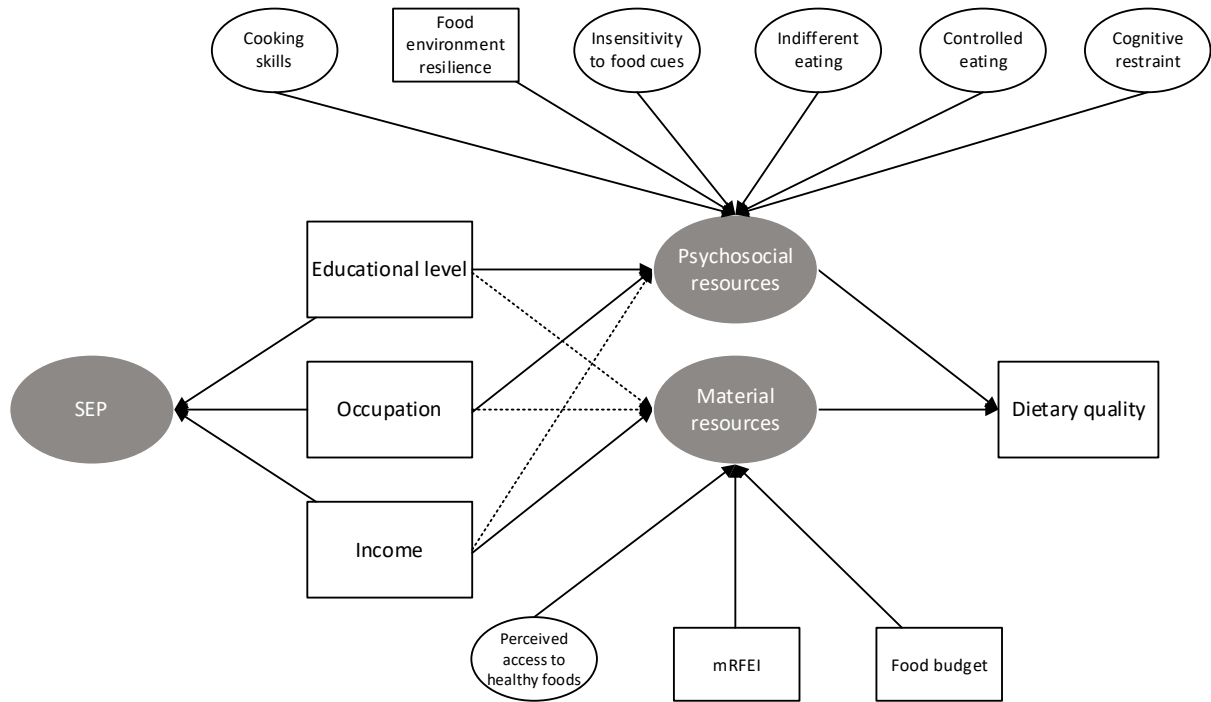 Cooking
skills
Food
environment
resilience
Insensitivity
to food cues
Indifferent
eating
Controlled
eating
Cognitive
restraint
Educational level
Psychosocial
resources
SEP
Occupation
Material
resources
Dietary quality
Income
Perceived
access to
healthy foods
mRFEI
Food budget